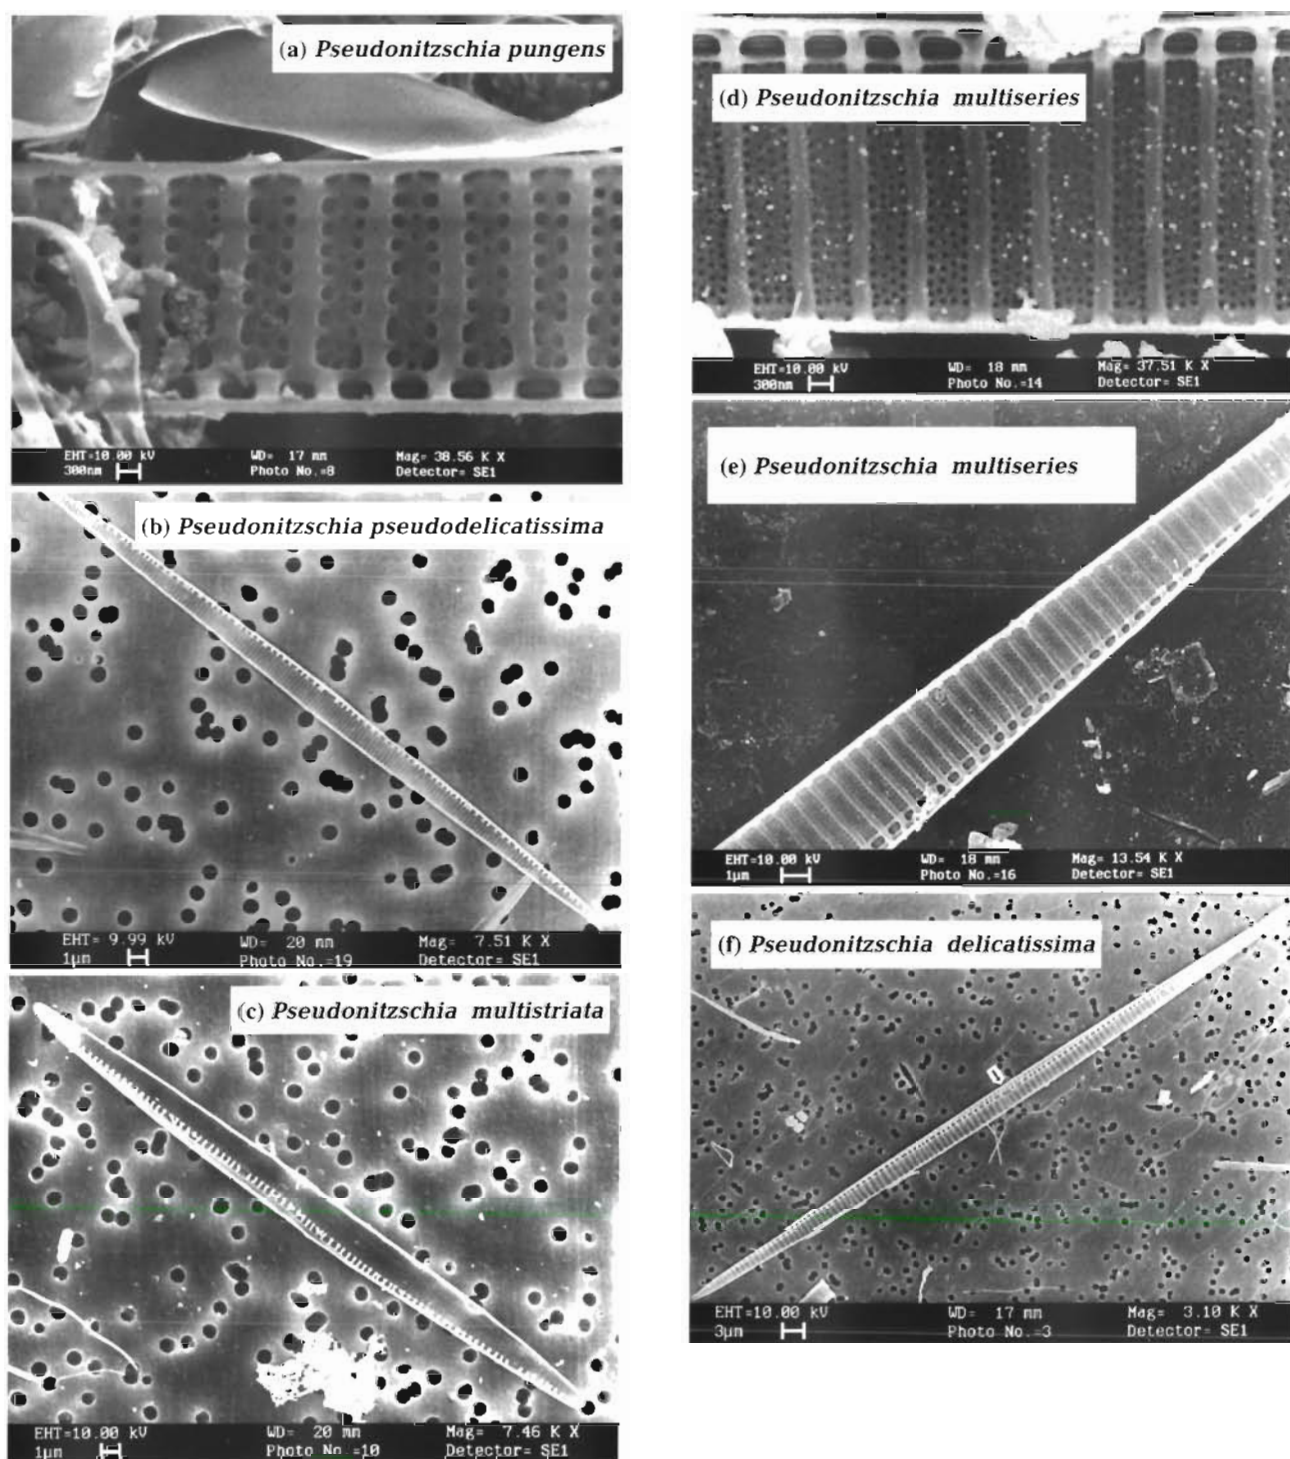 (a) Pseudonitzschia pungens
EHT=10.00 kV WD= 17 mm Mag= 38.56 K X
300nm Photo No.=8 Detector= SE1
(b) Pseudonitzschia pseudodelicatissima
EHT= 9.99 kV WD= 20 mm Mag= 7.51 K X
1µm Photo No.=19 Detector= SE1
(c) Pseudonitzschia multistriata
EHT=10.00 kV WD= 20 mm Mag= 7.46 K X
1µm Photo No.=10 Detector= SE1
(d) Pseudonitzschia multiseries
EHT=10.00 kV WD= 18 mm Mag= 37.51 K X
300nm Photo No.=14 Detector= SE1
(e) Pseudonitzschia multiseries
EHT=10.00 kV WD= 18 mm Mag= 13.54 K X
1µm Photo No.=16 Detector= SE1
(f) Pseudonitzschia delicatissima
EHT=10.00 kV WD= 17 mm Mag= 3.10 K X
3µm Photo No.=3 Detector= SE1